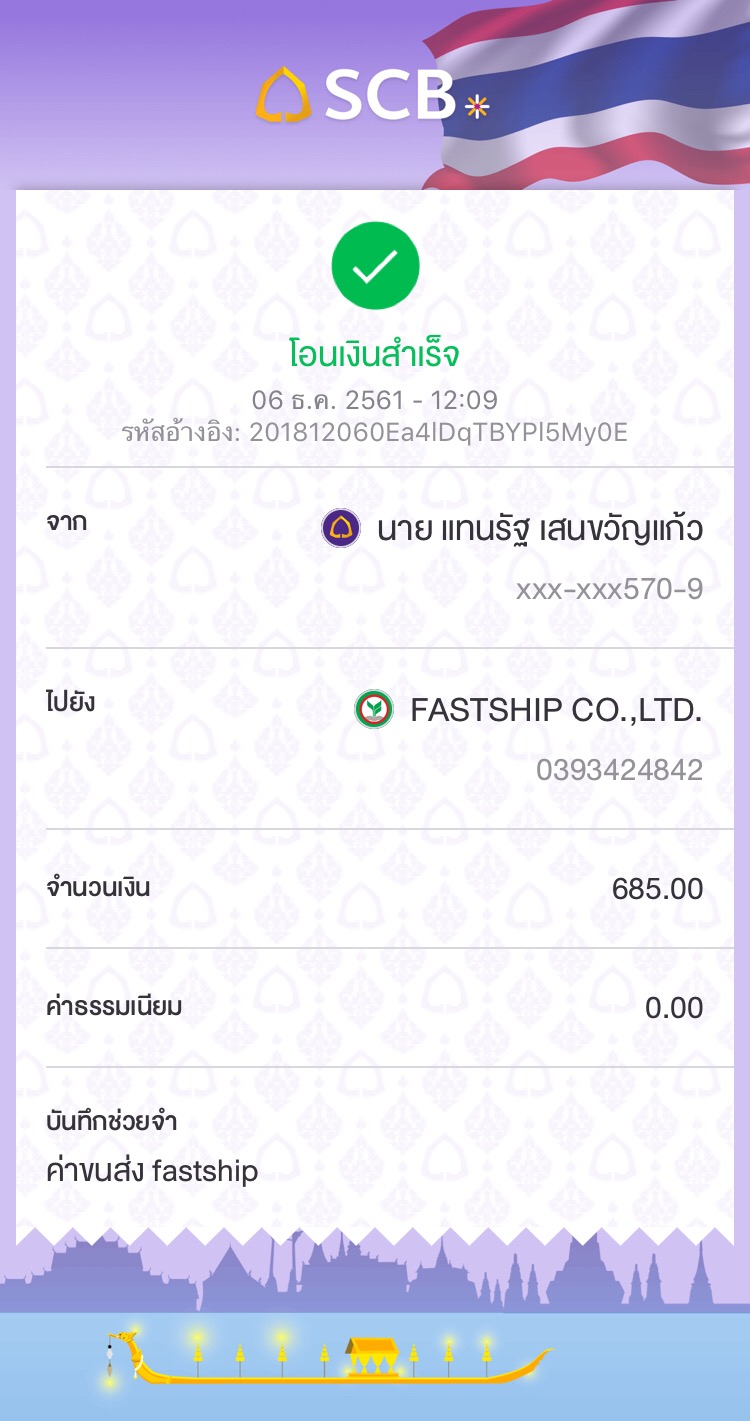 SCB
โอนเงินสำเร็จ
06 ธ.ค. 2561 - 12:09
รหัสอ้างอิง: 201812060Ea4lDqTBYPl5My0E
จาก
นาย แทนรัฐ เสนขวัญแก้ว
xxx-xxx570-9
ไปยัง
FASTSHIP CO.,LTD.
0393424842
จำนวนเงิน
685.00
ค่าธรรมเนียม
0.00
บันทึกช่วยจำ
ค่าขนส่ง fastship